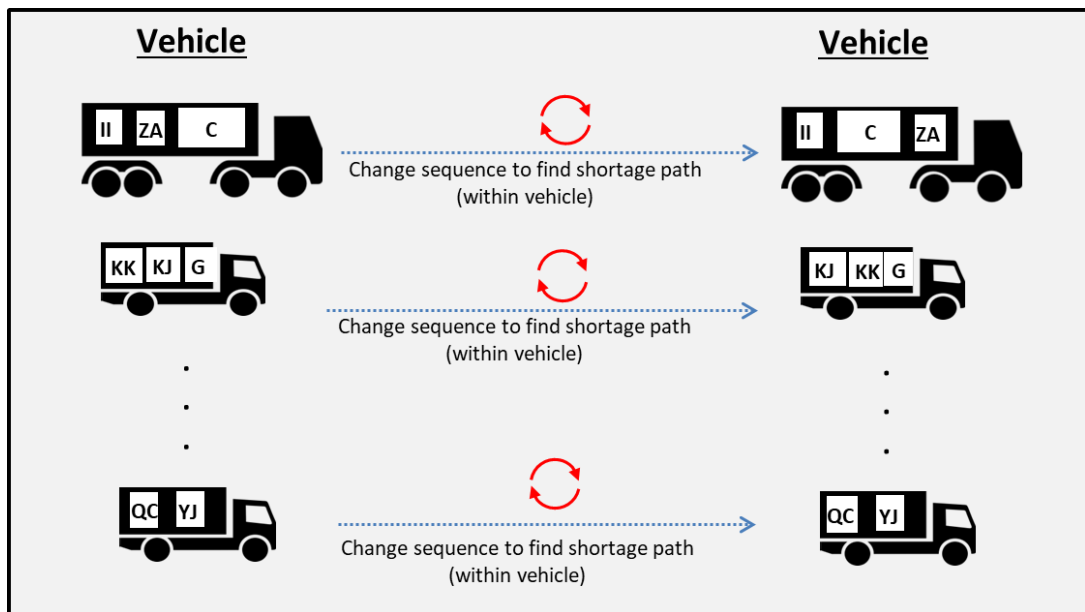 Vehicle
Vehicle
II ZA C
II C ZA
Change sequence to find shortage path
(within vehicle)
KK KJ G
KJ KK G
Change sequence to find shortage path
(within vehicle)
QC YJ
QC YJ
Change sequence to find shortage path
(within vehicle)